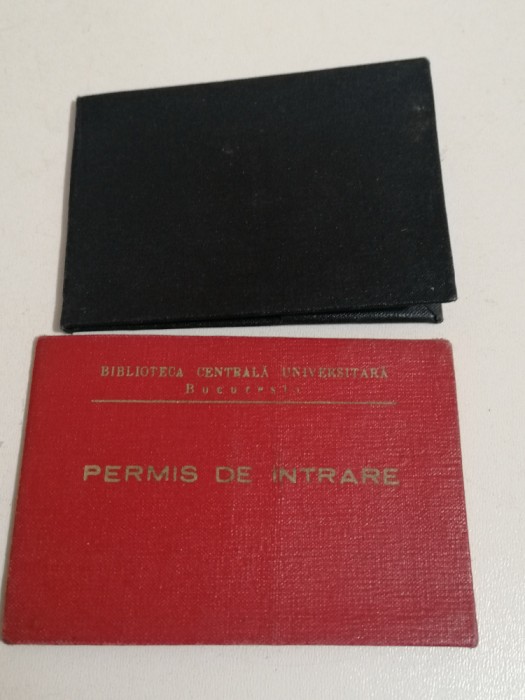 BIBLIOTECA CENTRALĂ UNIVERSITARĂ
București
PERMIS DE INTRARE